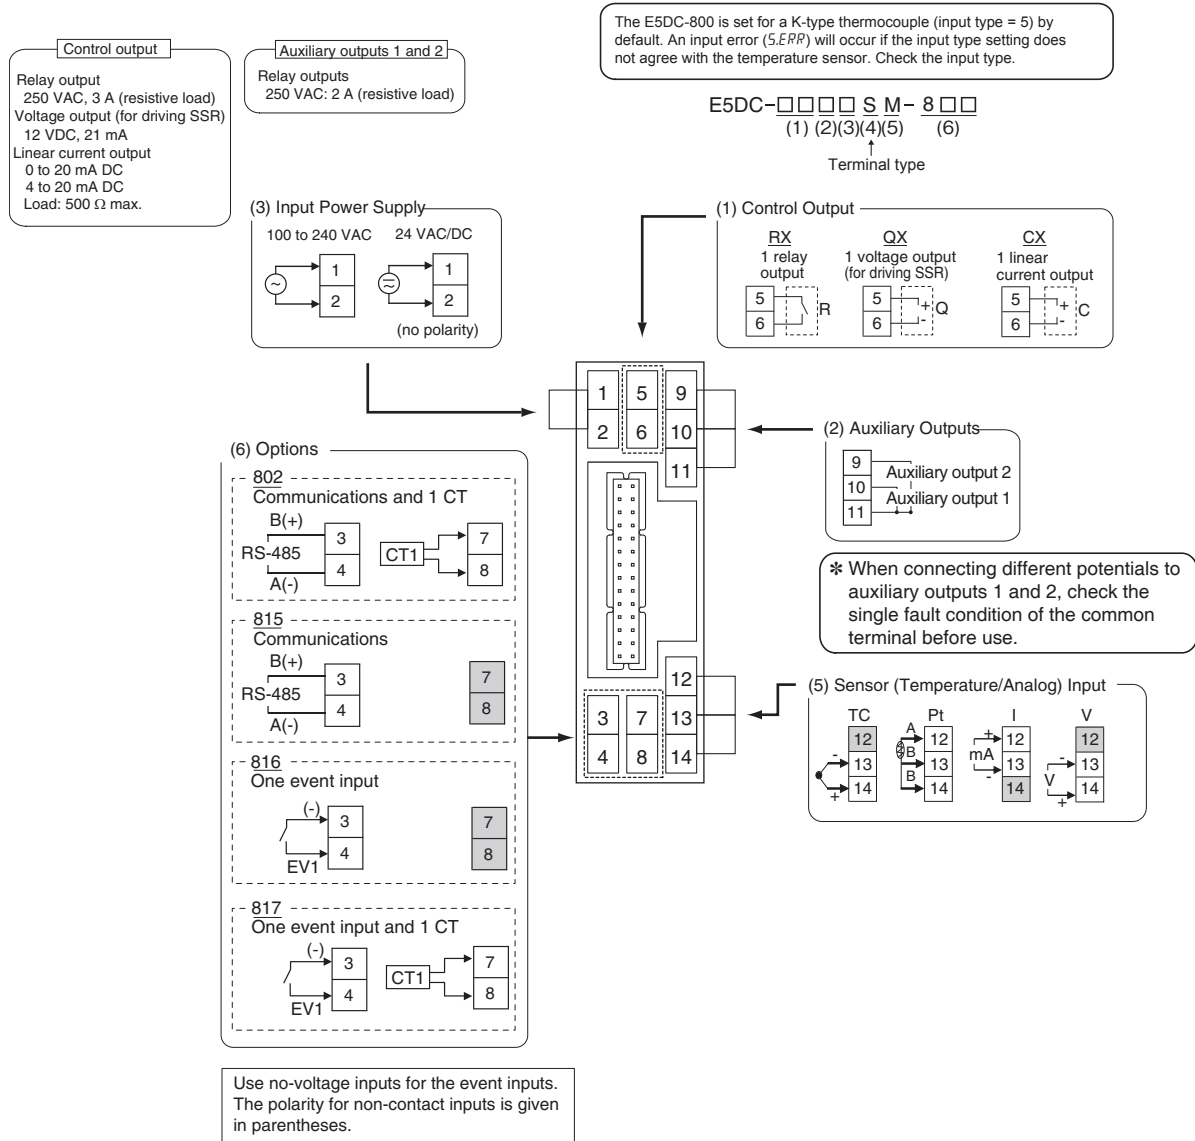 Control output
Relay output
250 VAC, 3 A (resistive load)
Voltage output (for driving SSR)
12 VDC, 21 mA
Linear current output
0 to 20 mA DC
4 to 20 mA DC
Load: 500 Ω max.
Auxiliary outputs 1 and 2
Relay outputs
250 VAC: 2 A (resistive load)
The E5DC-800 is set for a K-type thermocouple (input type = 5) by
default. An input error (S.ERR) will occur if the input type setting does
not agree with the temperature sensor. Check the input type.
E5DC-□□□□ S M- 8 □□
(1) (2)(3)(4)(5) (6)
Terminal type
(3) Input Power Supply
100 to 240 VAC 24 VAC/DC
~
1
2
1
2
(no polarity)
(1) Control Output
RX
1 relay
output
5
6
R
QX
1 voltage output
(for driving SSR)
5
6
+
-
Q
CX
1 linear
current output
5
6
+
-
C
1 5 9
2 6 10
11
12
3 7 13
4 8 14
(2) Auxiliary Outputs
9
10
11
Auxiliary output 2
Auxiliary output 1
✻ When connecting different potentials to
auxiliary outputs 1 and 2, check the
single fault condition of the common
terminal before use.
(5) Sensor (Temperature/Analog) Input
TC
12
13
14
-
+
Pt
A
B
B
12
13
14
I
+
mA
-
12
13
14
V
12
13
14
-
V
+
(6) Options
802
Communications and 1 CT
B(+)
RS-485
A(-)
3
4
CT1
7
8
815
Communications
B(+)
RS-485
A(-)
3
4
7
8
816
One event input
(-)
EV1
3
4
7
8
817
One event input and 1 CT
(-)
EV1
3
4
CT1
7
8
Use no-voltage inputs for the event inputs.
The polarity for non-contact inputs is given
in parentheses.